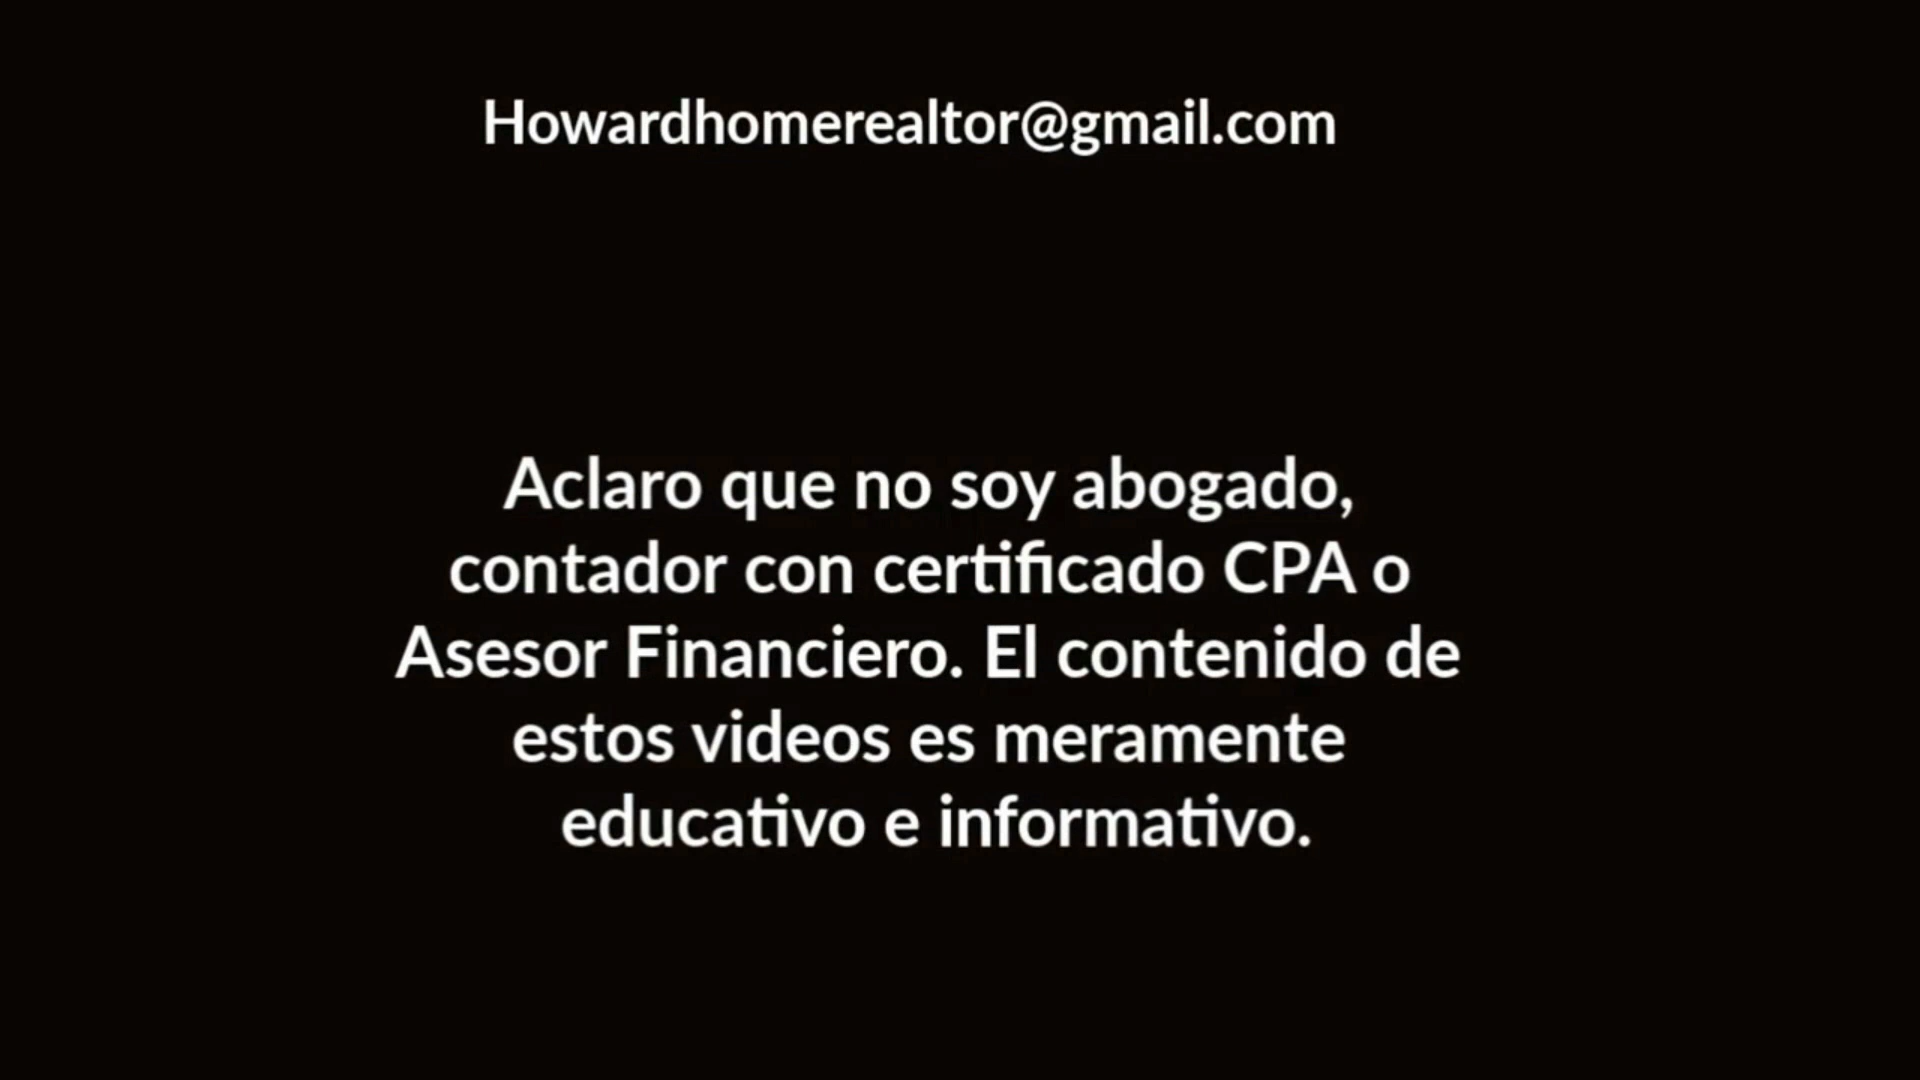 Howardhomerealtor@gmail.com
Aclaro que no soy abogado,
contador con certificado CPA o
Asesor Financiero. El contenido de
estos videos es meramente
educativo e informativo.